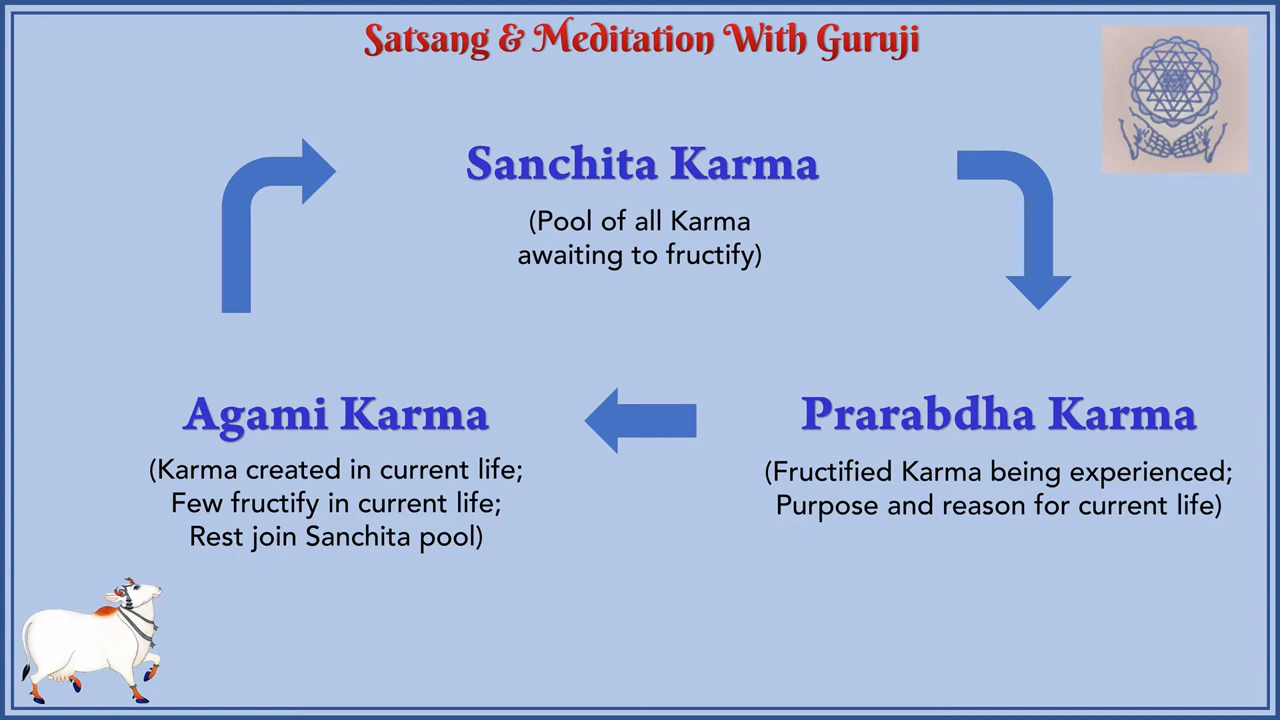 Satsang & Meditation With Guruji
Sanchita Karma
(Pool of all Karma
awaiting to fructify)
Agami Karma
(Karma created in current life;
Few fructify in current life;
Rest join Sanchita pool)
Prarabdha Karma
(Fructified Karma being experienced;
Purpose and reason for current life)